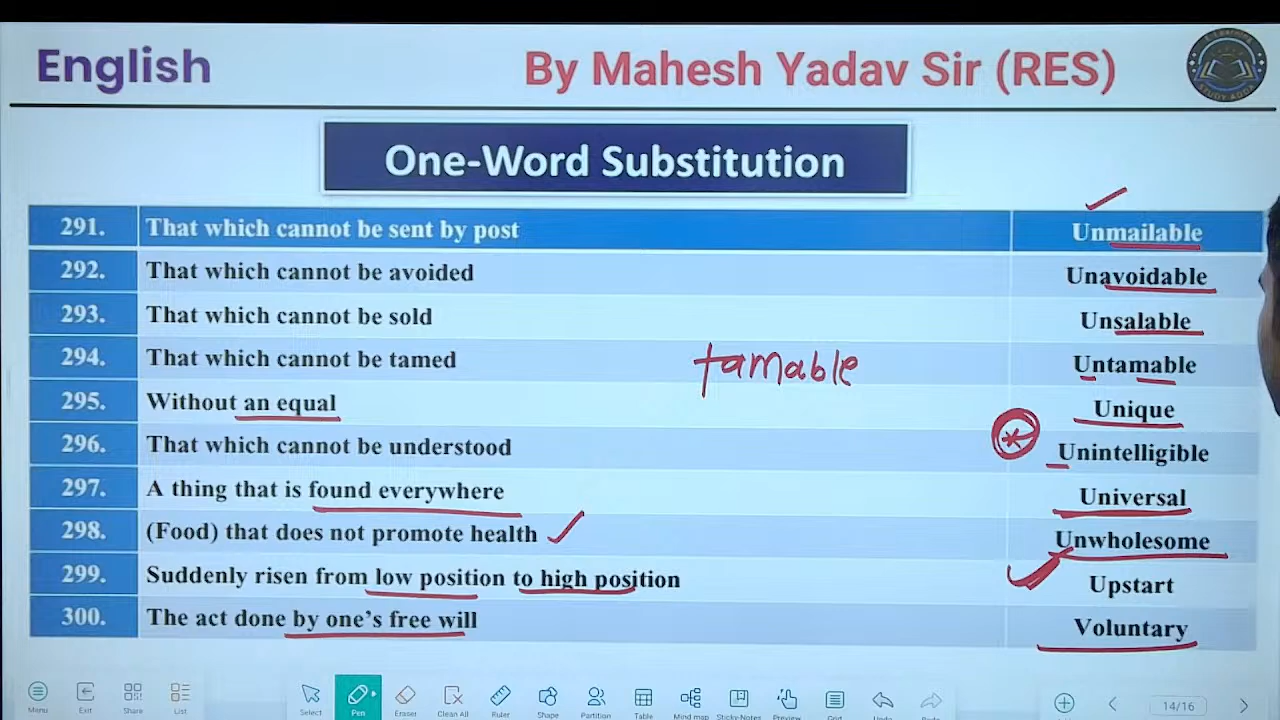 English
By Mahesh Yadav Sir (RES)
E Learning
STUDY ADDA
One-Word Substitution
291. That which cannot be sent by post Unmailable
292. That which cannot be avoided Unavoidable
293. That which cannot be sold Unsalable
294. That which cannot be tamed tamable Untamable
295. Without an equal Unique
296. That which cannot be understood Unintelligible
297. A thing that is found everywhere Universal
298. (Food) that does not promote health Unwholesome
299. Suddenly risen from low position to high position Upstart
300. The act done by one's free will Voluntary
Menu Exit Share List Select Pen Eraser Clean All Ruler Shape Partition Table Mind map Sticky-Notes Preview Grid Undo Redo 14/16